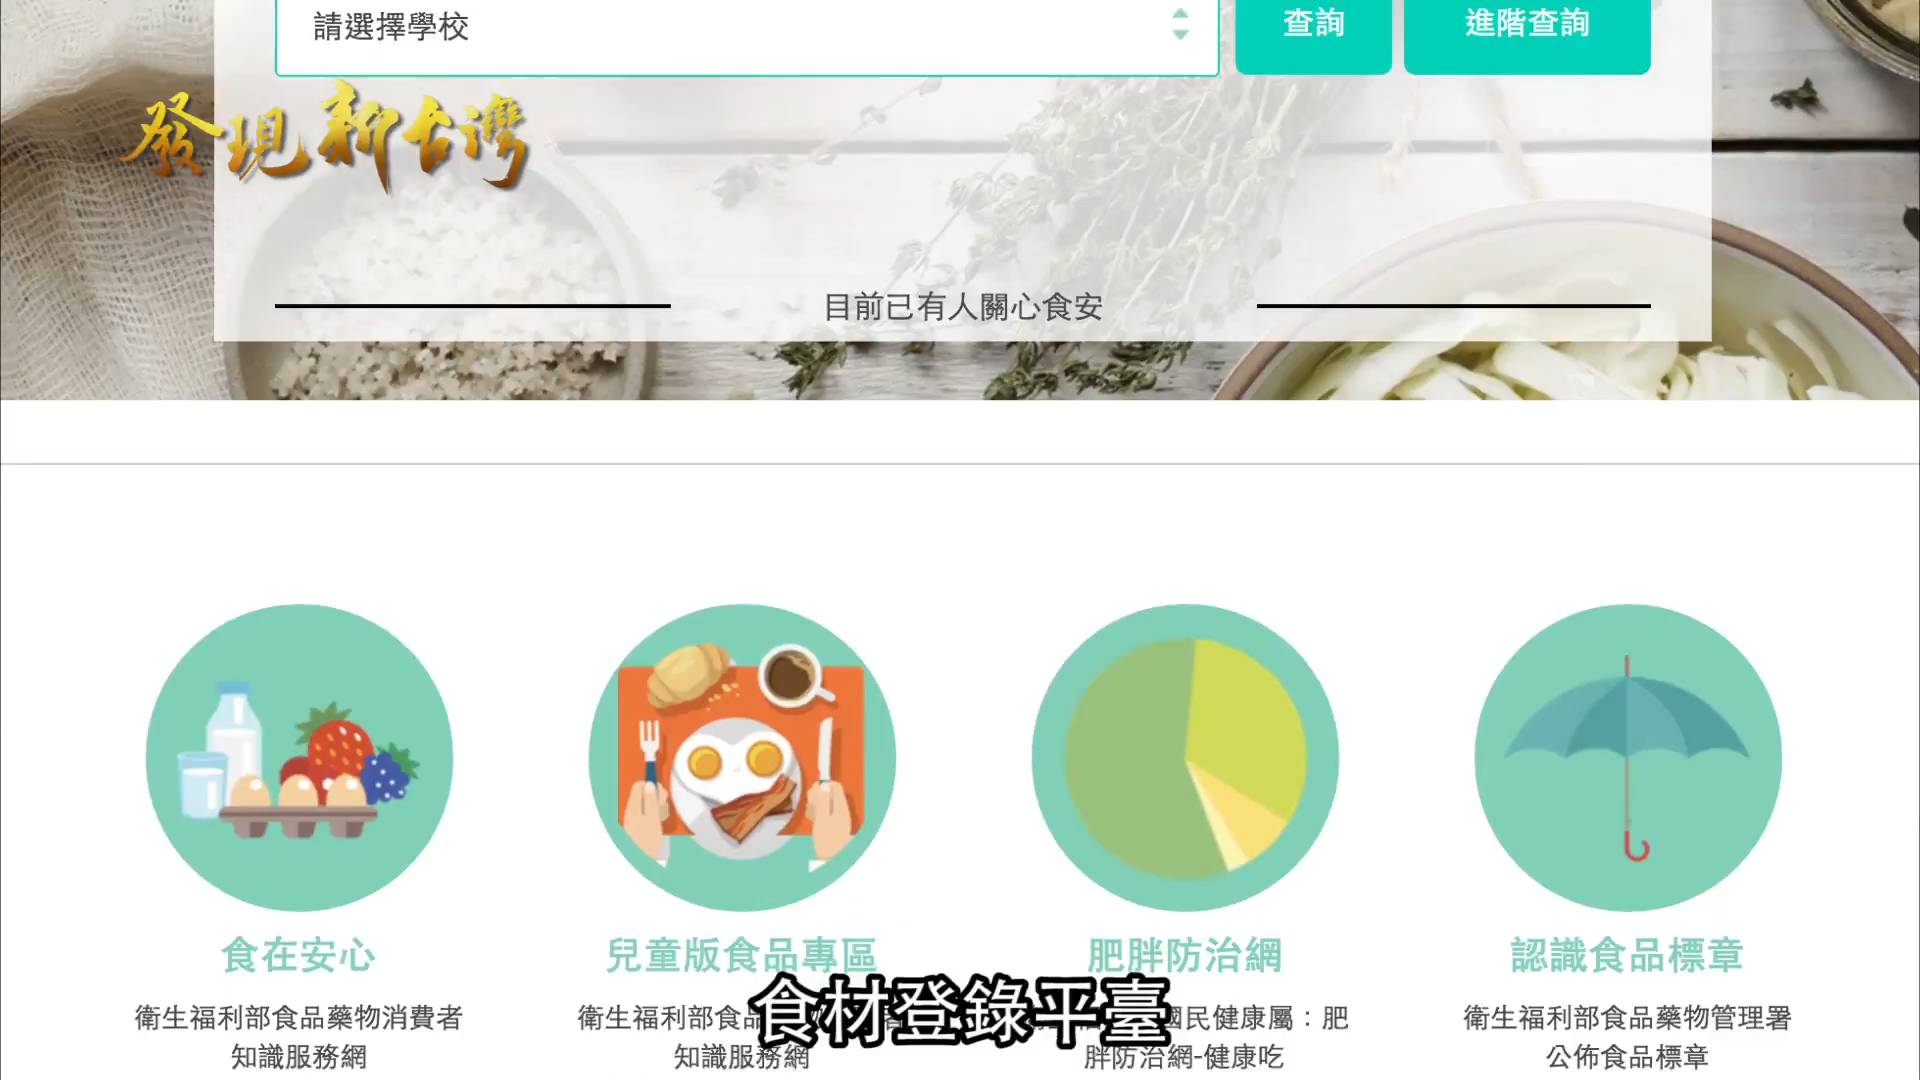 請選擇學校
查詢
進階查詢
發現新台灣
目前已有人關心食安
食在安心
兒童版食品專區
肥胖防治網
認識食品標章
衛生福利部食品藥物消費者
知識服務網
衛生福利部食品
知識服務網
國民健康屬：肥
胖防治網-健康吃
衛生福利部食品藥物管理署
公佈食品標章
食材登錄平臺